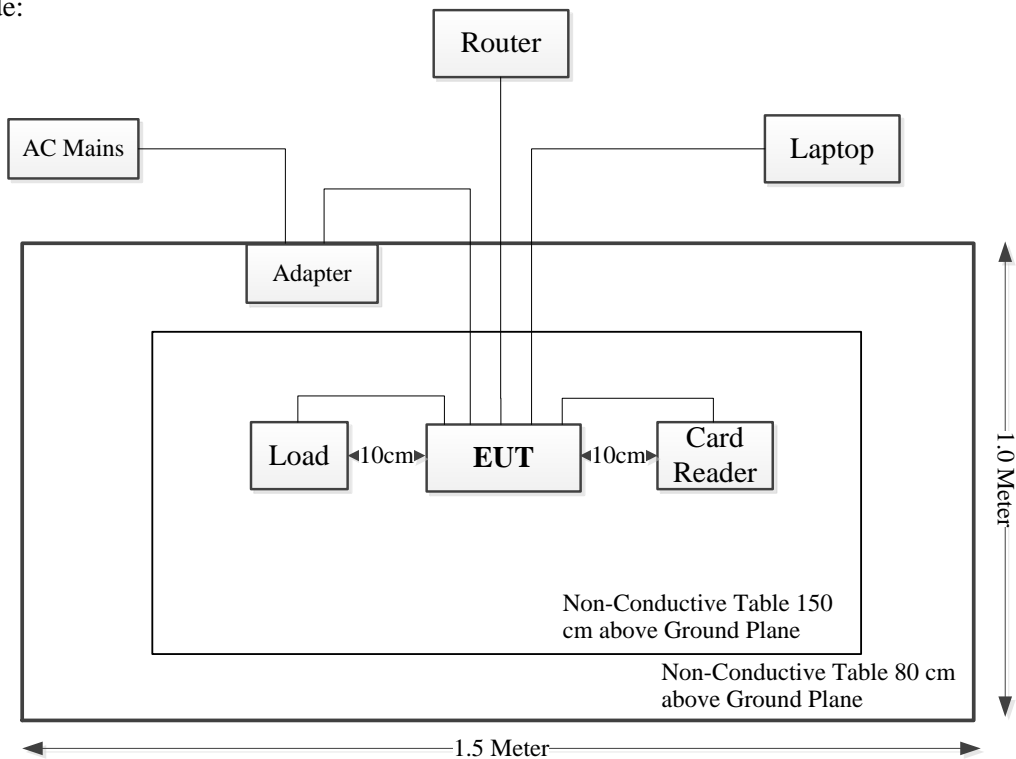 Router
AC Mains
Laptop
Adapter
Load
10cm
EUT
10cm
Card
Reader
1.0 Meter
Non-Conductive Table 150
cm above Ground Plane
Non-Conductive Table 80 cm
above Ground Plane
1.5 Meter